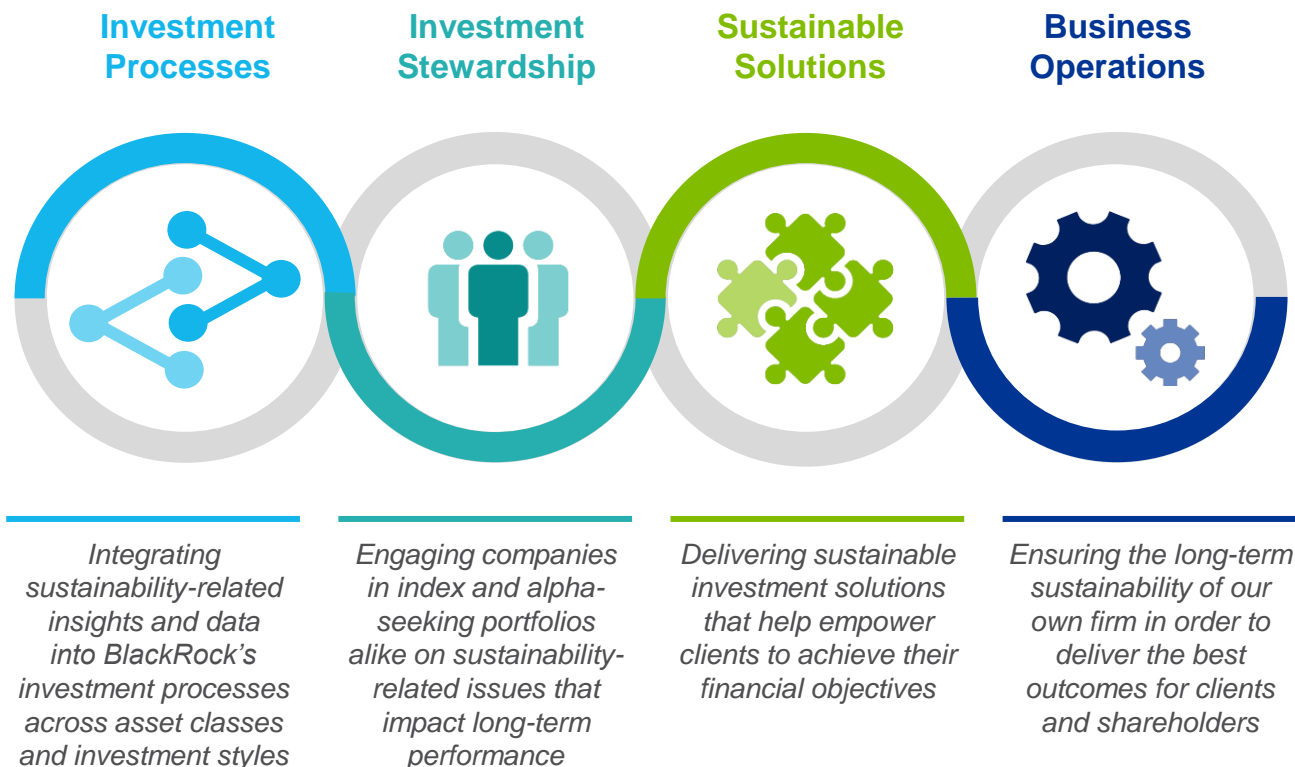 Investment
Processes
Investment
Stewardship
Sustainable
Solutions
Business
Operations
Integrating
sustainability-related
insights and data
into BlackRock's
investment processes
across asset classes
and investment styles
Engaging companies
in index and alpha-
seeking portfolios
alike on sustainability-
related issues that
impact long-term
performance
Delivering sustainable
investment solutions
that help empower
clients to achieve their
financial objectives
Ensuring the long-term
sustainability of our
own firm in order to
deliver the best
outcomes for clients
and shareholders